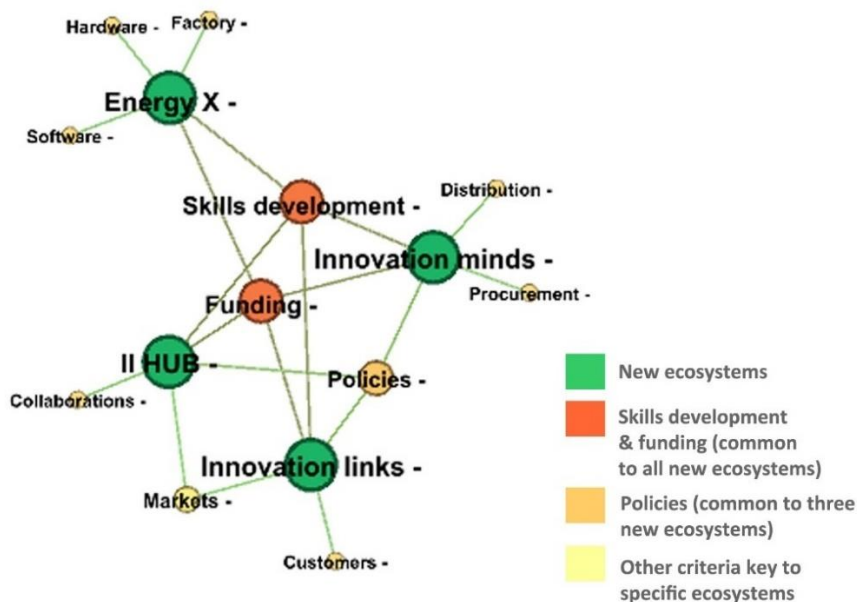 Hardware -
Factory -
Energy X -
Software -
Skills development -
Distribution -
Innovation minds -
Procurement -
Funding -
II HUB -
Policies -
Collaborations -
Innovation links -
Markets -
Customers -
New ecosystems
Skills development
& funding (common
to all new ecosystems)
Policies (common to three
new ecosystems)
Other criteria key to
specific ecosystems